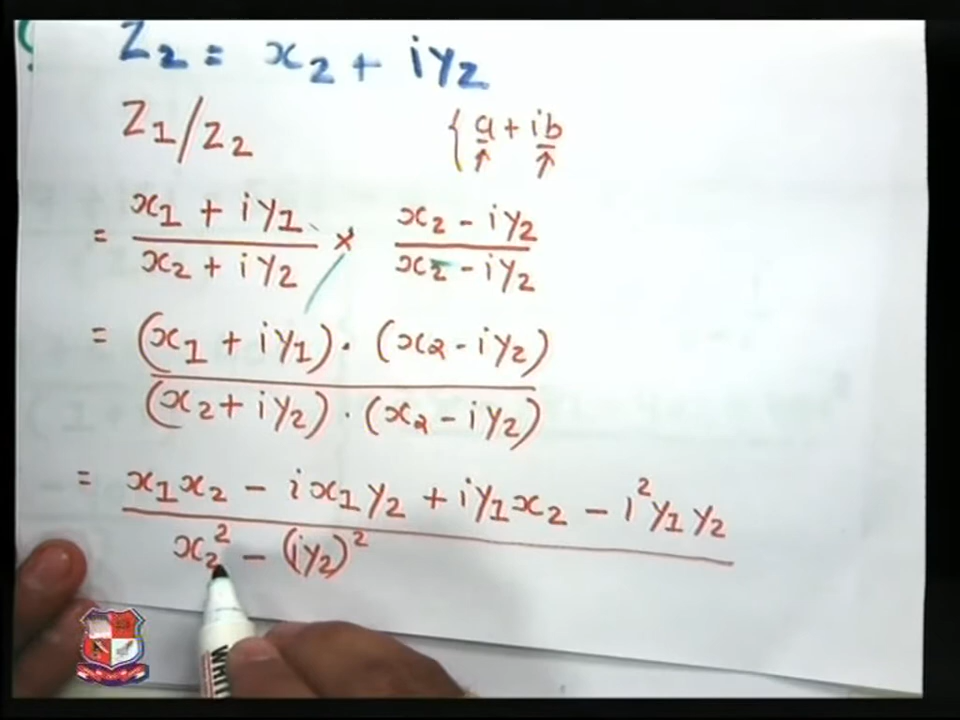 Z2 = x2 + iy2
Z1/Z2 { a + ib
= x1 + iy1 / x2 + iy2 × x2 - iy2 / x2 - iy2
= (x1 + iy1) · (x2 - iy2) / (x2 + iy2) · (x2 - iy2)
= x1x2 - ix1y2 + iy1x2 - i²y1y2 / x2² - (iy2)²